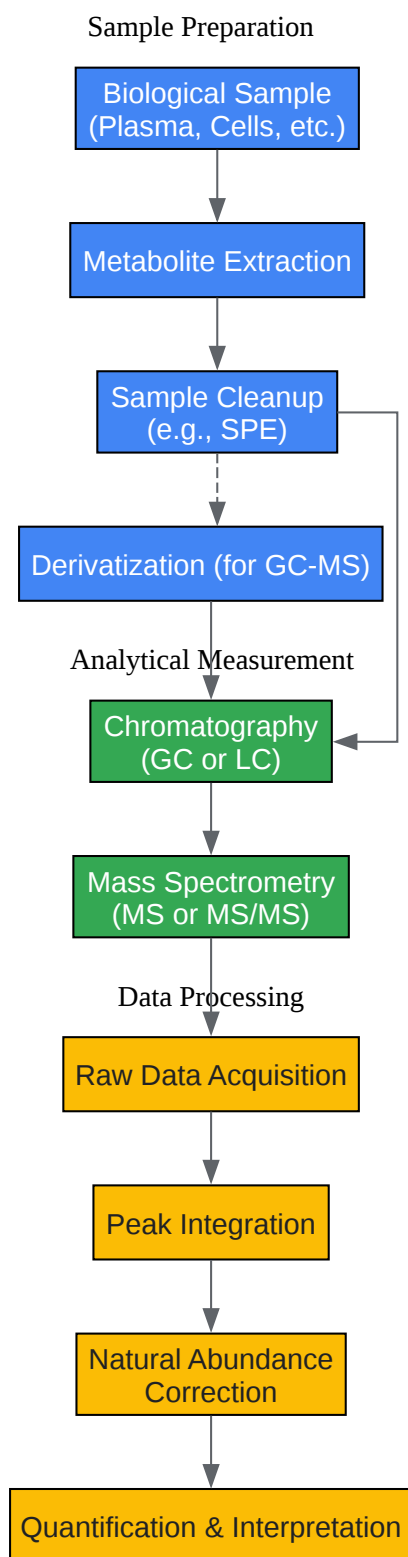 Sample Preparation
Biological Sample
(Plasma, Cells, etc.)
Metabolite Extraction
Sample Cleanup
(e.g., SPE)
Derivatization (for GC-MS)
Analytical Measurement
Chromatography
(GC or LC)
Mass Spectrometry
(MS or MS/MS)
Data Processing
Raw Data Acquisition
Peak Integration
Natural Abundance
Correction
Quantification & Interpretation